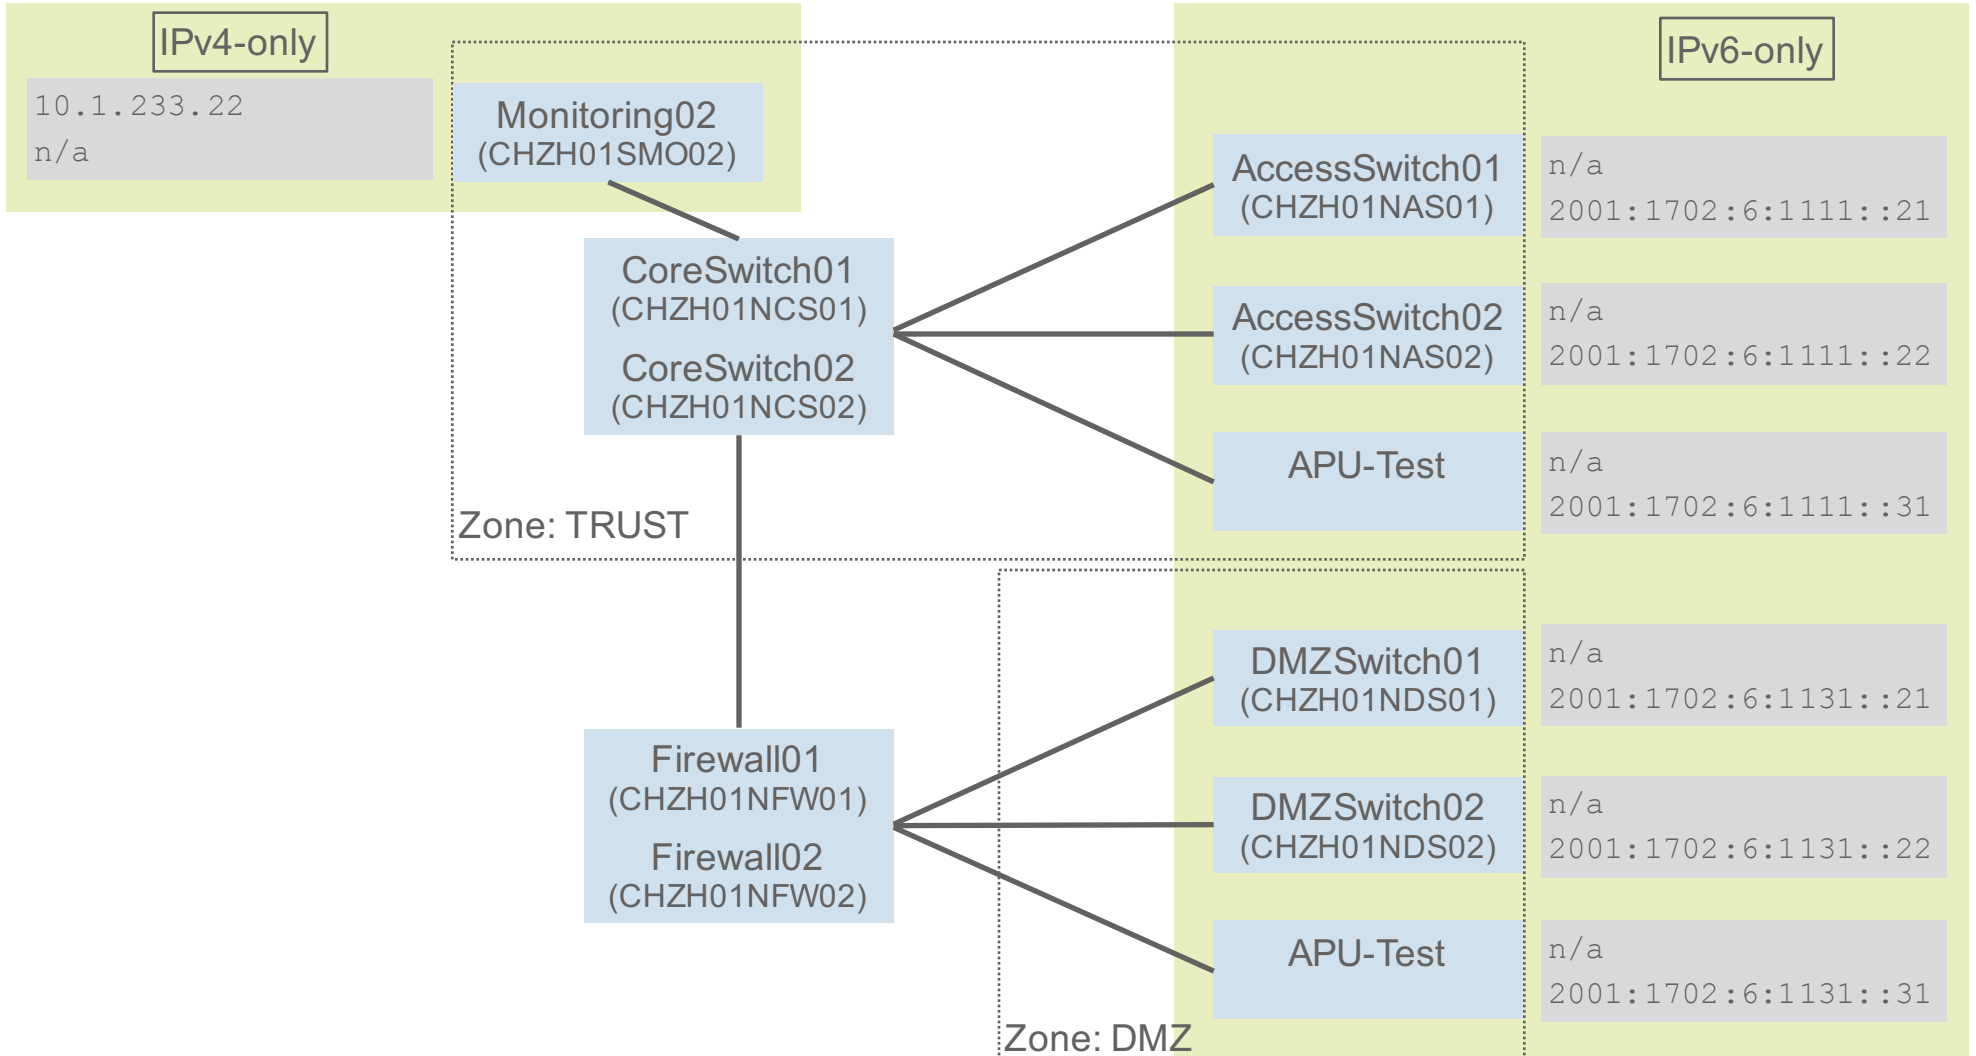 IPv4-only
IPv6-only
10.1.233.22
n/a
Monitoring02
(CHZH01SMO02)
AccessSwitch01
(CHZH01NAS01)
n/a
2001:1702:6:1111::21
CoreSwitch01
(CHZH01NCS01)
CoreSwitch02
(CHZH01NCS02)
AccessSwitch02
(CHZH01NAS02)
n/a
2001:1702:6:1111::22
APU-Test
n/a
2001:1702:6:1111::31
Zone: TRUST
DMZSwitch01
(CHZH01NDS01)
n/a
2001:1702:6:1131::21
Firewall01
(CHZH01NFW01)
Firewall02
(CHZH01NFW02)
DMZSwitch02
(CHZH01NDS02)
n/a
2001:1702:6:1131::22
APU-Test
n/a
2001:1702:6:1131::31
Zone: DMZ